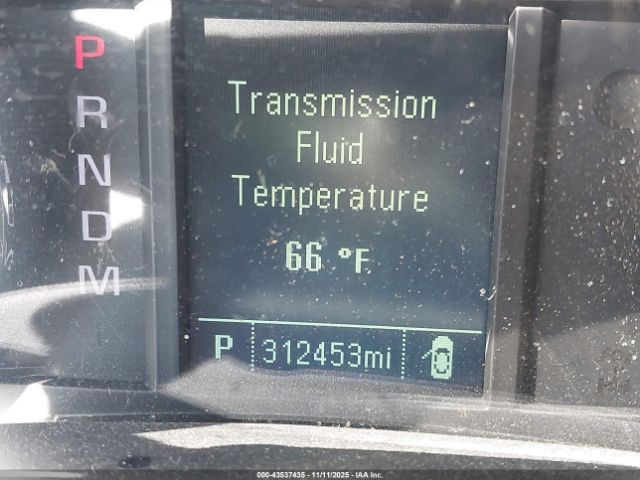 P
R
N
D
M
Transmission
Fluid
Temperature
66 °F
P 312453mi
000-43537435 - 11/11/2025 - IAA Inc.